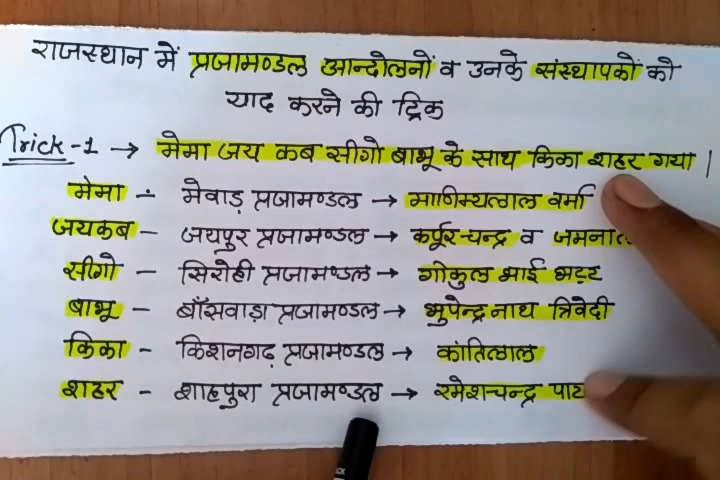 राजस्थान में प्रजामण्डल आन्दोलनों व उनके संस्थापकों को
याद करने की ट्रिक
Trick-1 → मेमा जय कब सीगो बाभू के साथ किका शहर गया |
मेमा :- मेवाड़ प्रजामण्डल → माणिक्यलाल वर्मा
जयकब - जयपुर प्रजामण्डल → कर्पूरचन्द्र व
सीगो - सिरोही प्रजामण्डल → गोकुल भाई भट्ट
बाभू - बाँसवाड़ा प्रजामण्डल → भुपेन्द्र नाथ त्रिवेदी
किका - किशनगढ़ प्रजामण्डल → कांतिलाल
शहर - शाहपुरा प्रजामण्डल → रमेशचन्द्र